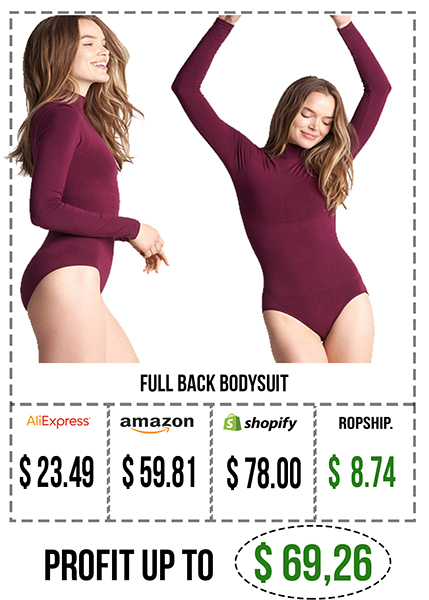 FULL BACK BODYSUIT
AliExpress amazon shopify ROPSHIP.
$ 23.49 $ 59.81 $ 78.00 $ 8.74
PROFIT UP TO $ 69,26